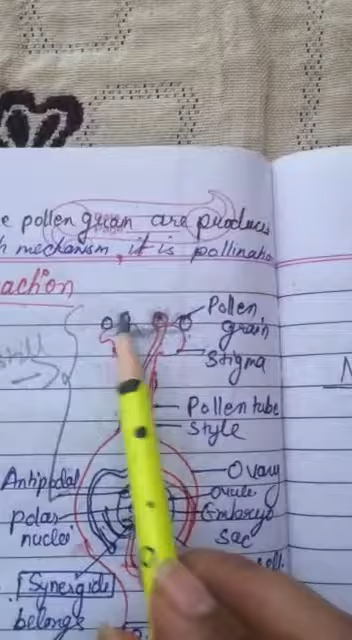 e pollen grain are produces
h mechanism, it is pollinatio
action
Pollen
grain
Stigma
Pollen tube
Style
Antipodal
Ovary
ovule
Polar
nuclei
Embryo
Sac
Synergids
belongs